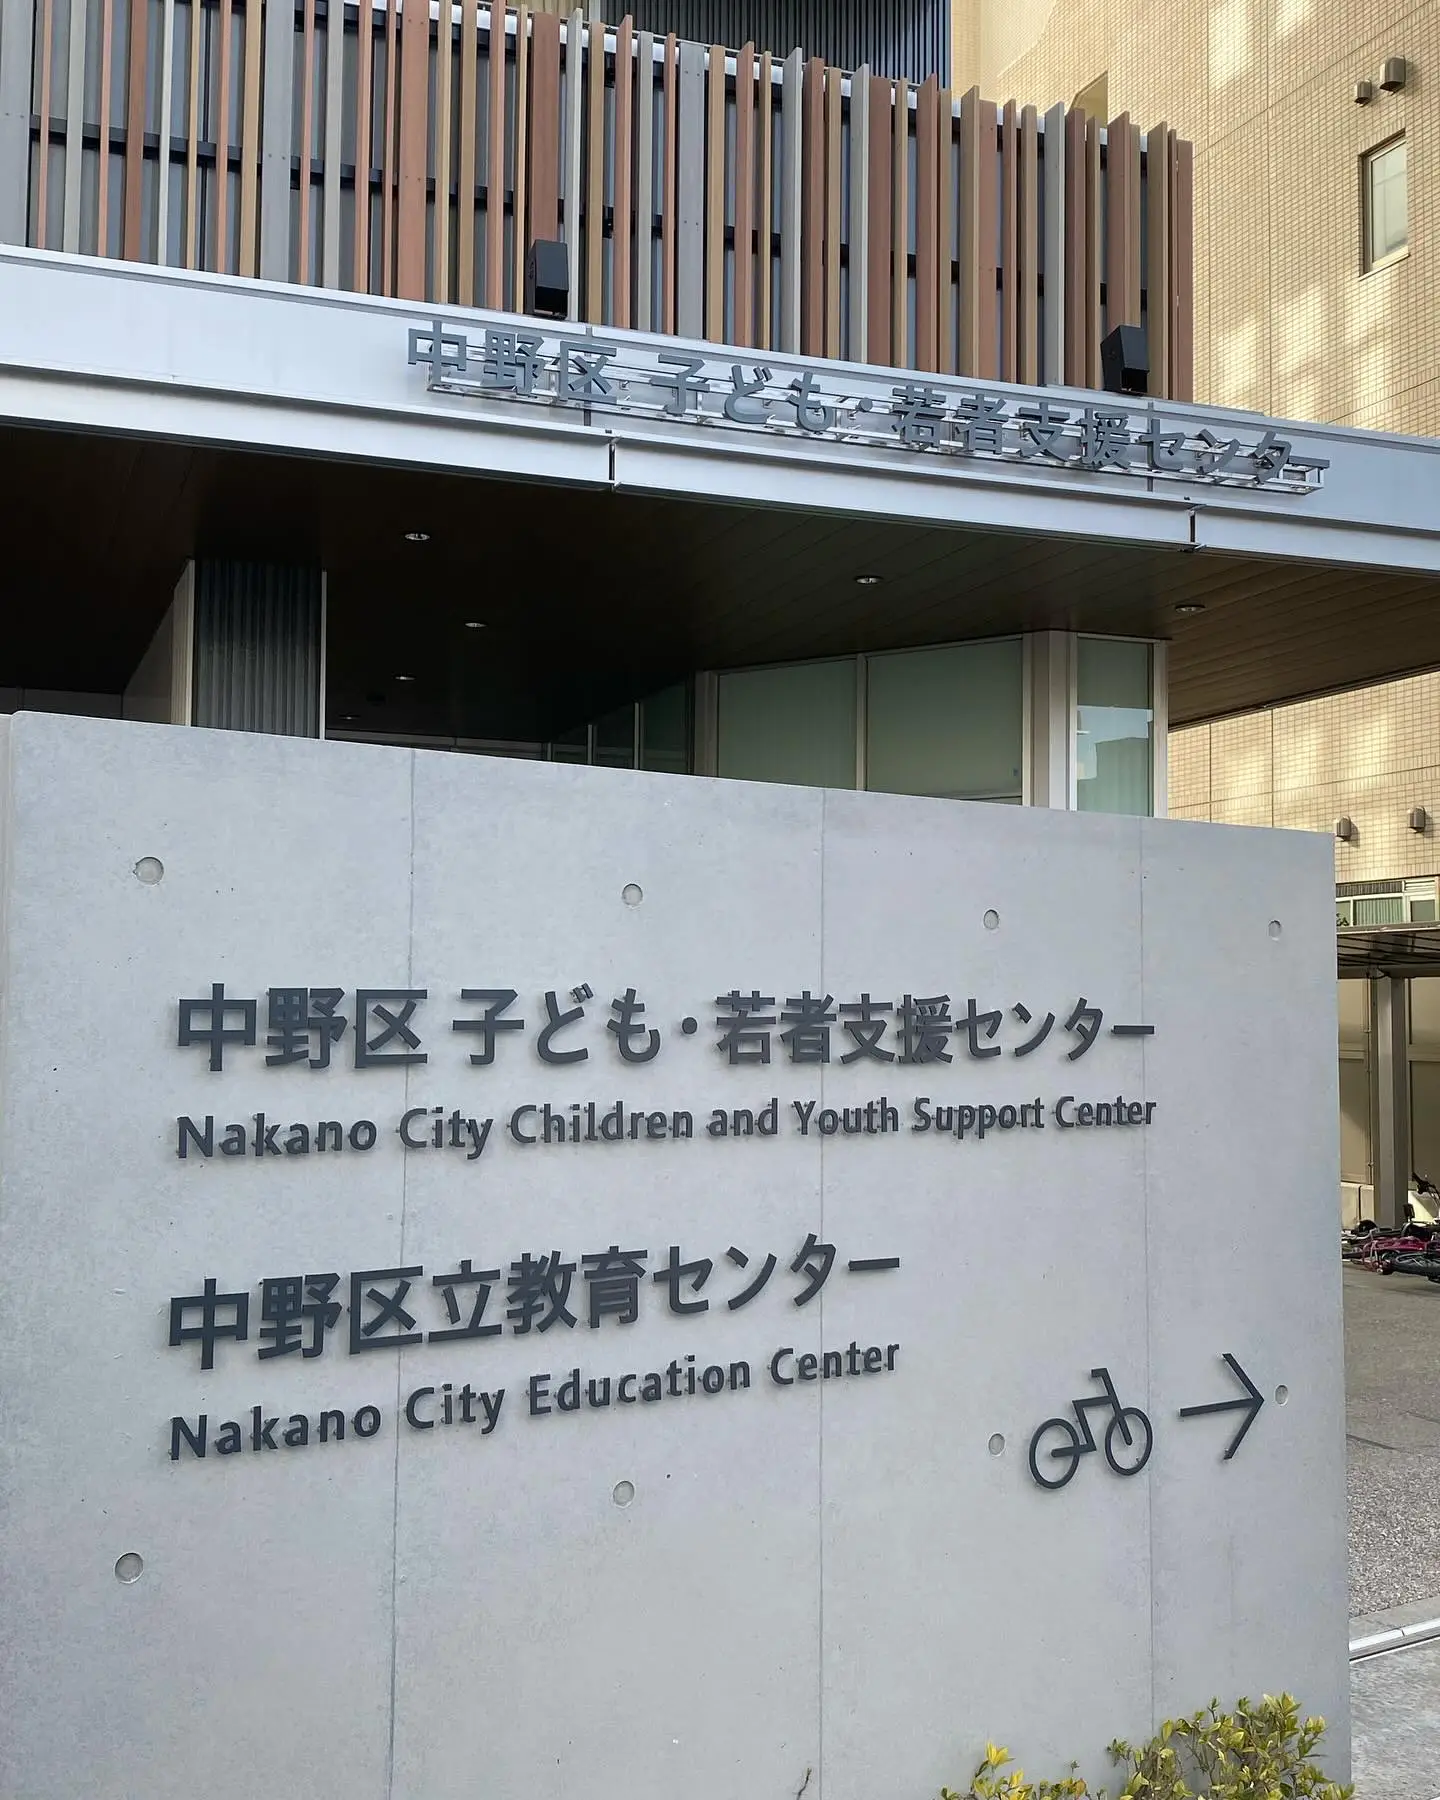 中野区 子ども・若者支援センター
中野区 子ども・若者支援センター
Nakano City Children and Youth Support Center
中野区立教育センター
Nakano City Education Center